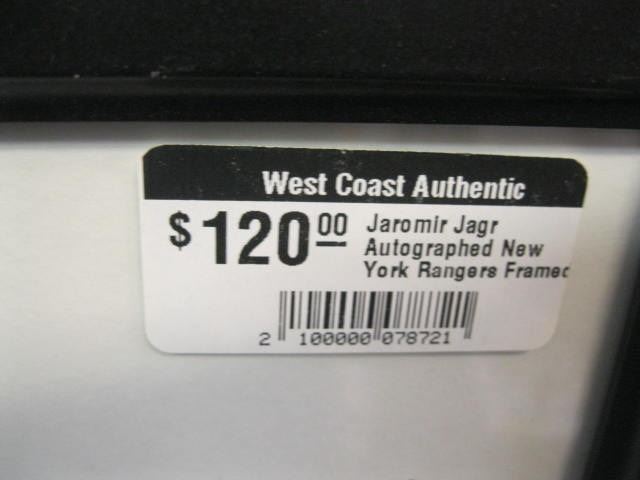 West Coast Authentic
$120 00
Jaromir Jagr
Autographed New
York Rangers Framed
2 100000 078721